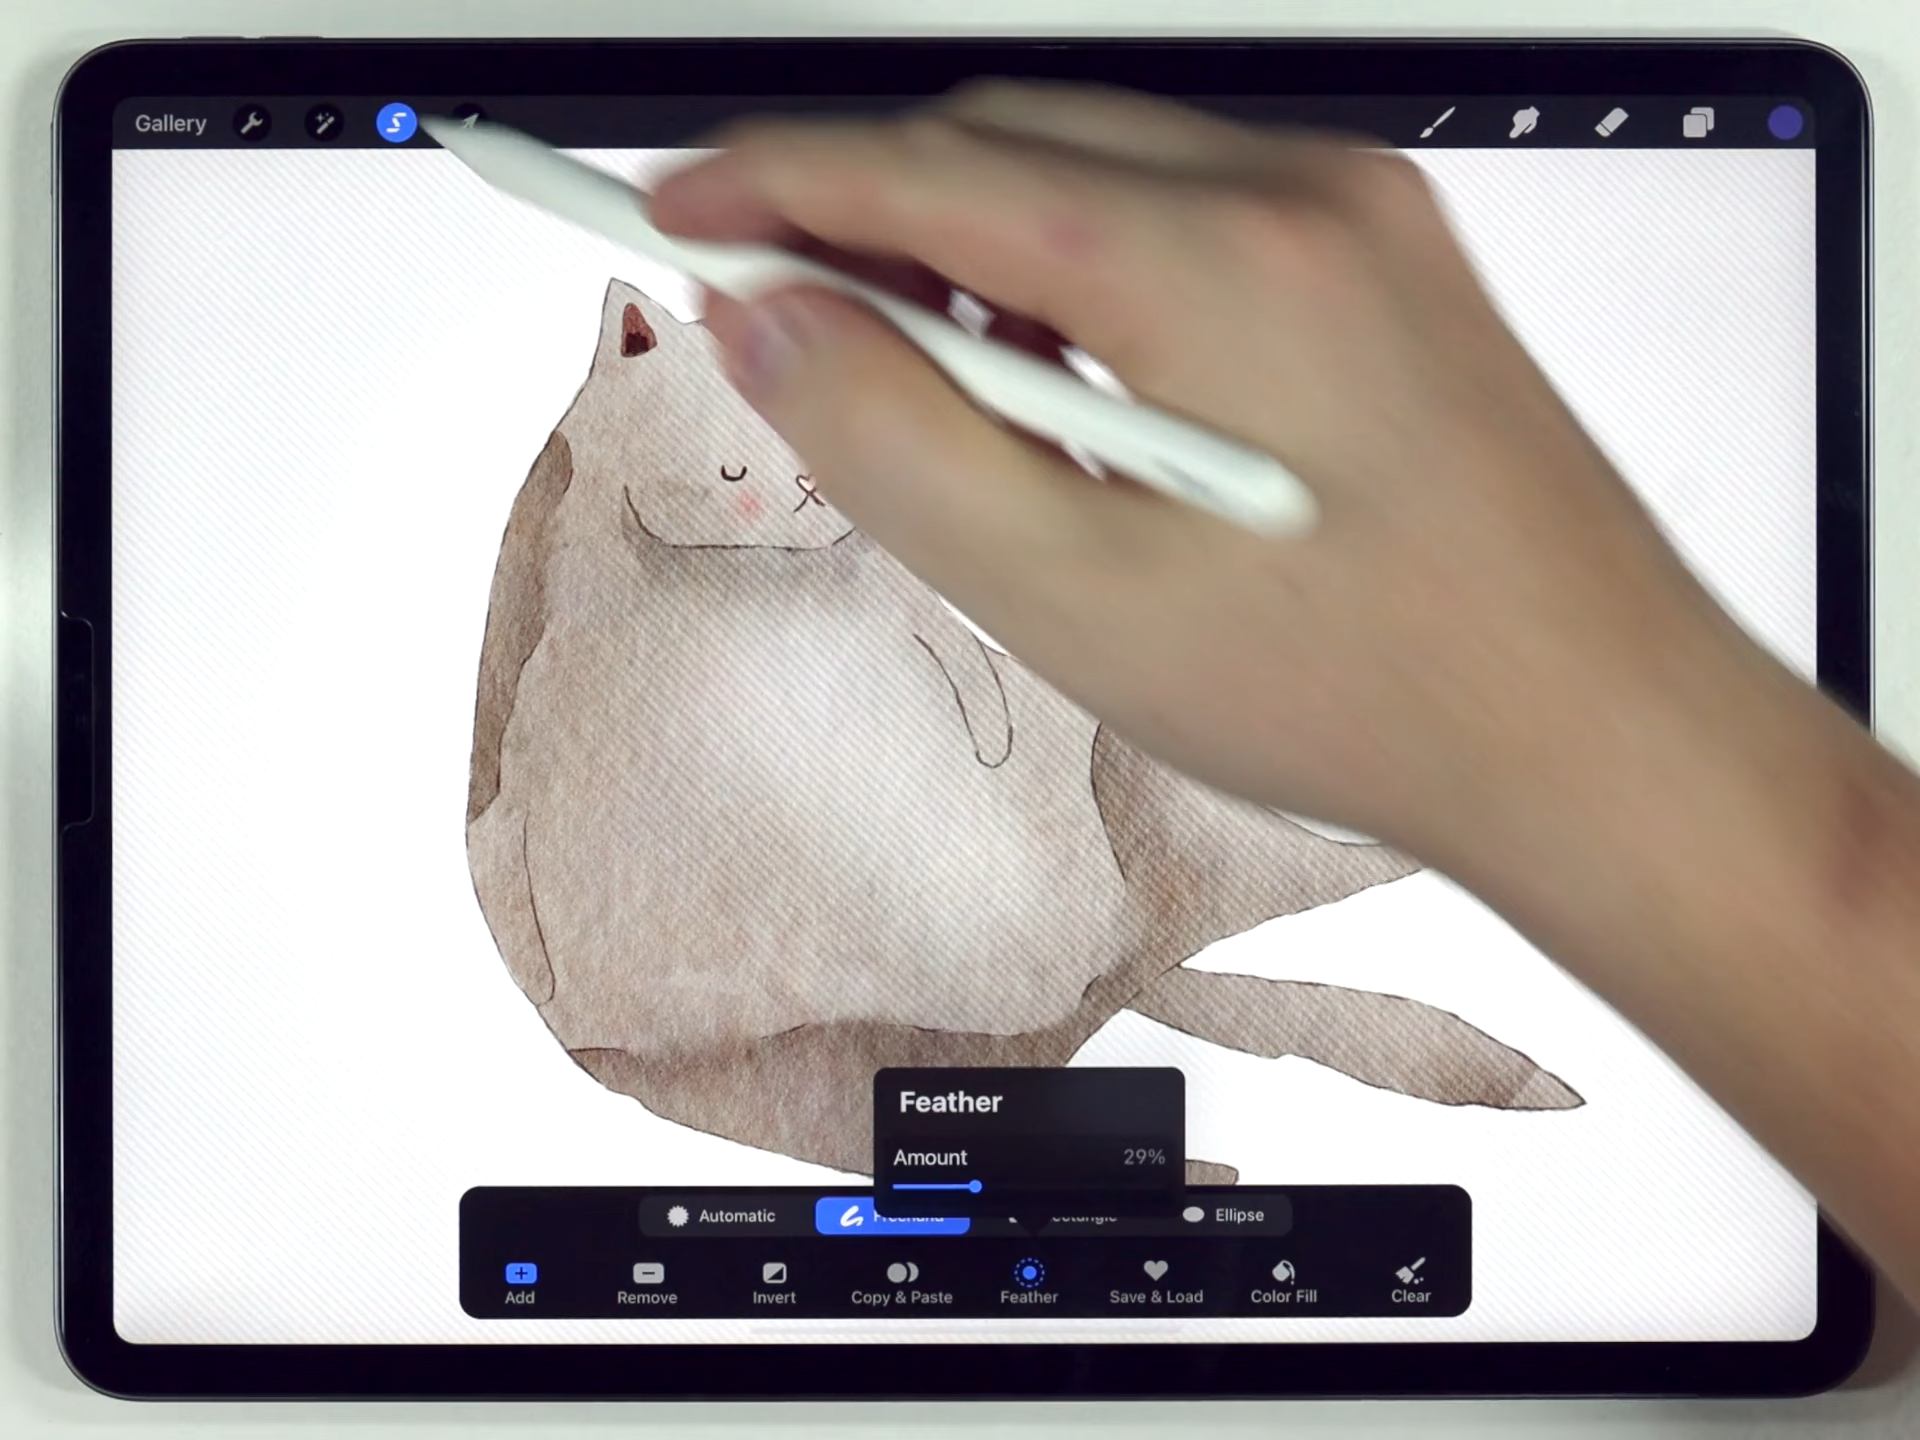 Gallery
Feather
Amount 29%
Automatic
Ellipse
Add Remove Invert Copy & Paste Feather Save & Load Color Fill Clear